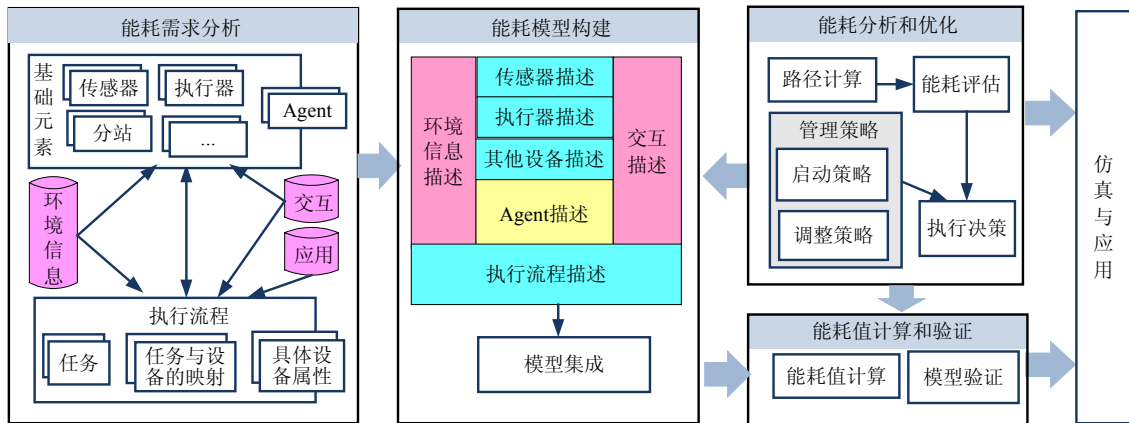 能耗需求分析
基础元素
传感器
执行器
Agent
分站
...
环境信息
交互
应用
执行流程
任务
任务与设
备的映射
具体设
备属性
能耗模型构建
环境
信息
描述
传感器描述
执行器描述
其他设备描述
Agent描述
交互
描述
执行流程描述
模型集成
能耗分析和优化
路径计算
能耗评估
管理策略
启动策略
调整策略
执行决策
能耗值计算和验证
能耗值计算
模型验证
仿真与应用